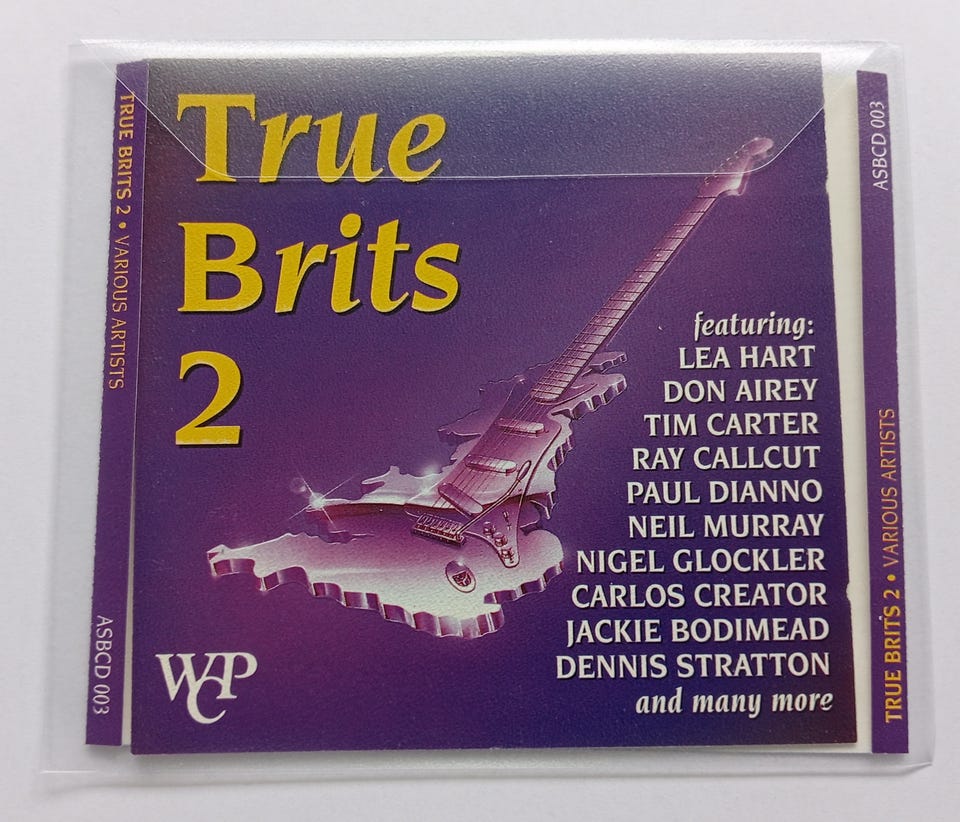 TRUE BRITS 2 • VARIOUS ARTISTS
ASBCD 003
True
Brits
2
featuring:
LEA HART
DON AIREY
TIM CARTER
RAY CALLCUT
PAUL DIANNO
NEIL MURRAY
NIGEL GLOCKLER
CARLOS CREATOR
JACKIE BODIMEAD
DENNIS STRATTON
and many more
WCP
ASBCD 003
TRUE BRITS 2 • VARIOUS ARTISTS